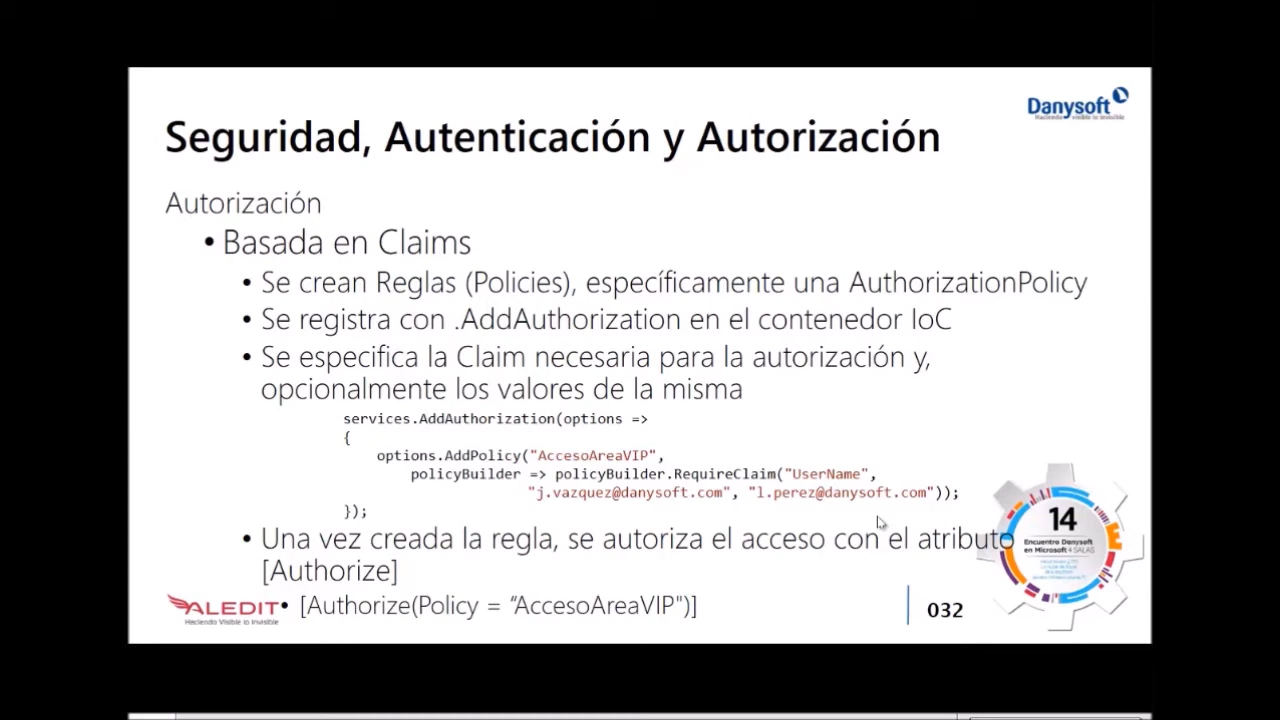 Danysoft
Haciendo visible lo invisible
Seguridad, Autenticación y Autorización
Autorización
• Basada en Claims
• Se crean Reglas (Policies), específicamente una AuthorizationPolicy
• Se registra con .AddAuthorization en el contenedor IoC
• Se especifica la Claim necesaria para la autorización y,
opcionalmente los valores de la misma
services.AddAuthorization(options =>
{
options.AddPolicy("AccesoAreaVIP",
policyBuilder => policyBuilder.RequireClaim("UserName",
"j.vazquez@danysoft.com", "l.perez@danysoft.com"));
});
• Una vez creada la regla, se autoriza el acceso con el atributo
[Authorize]
• [Authorize(Policy = “AccesoAreaVIP")]
ALEDIT
Haciendo Visible lo Invisible
032
14
Encuentro Danysoft
en Microsoft 4 SALAS